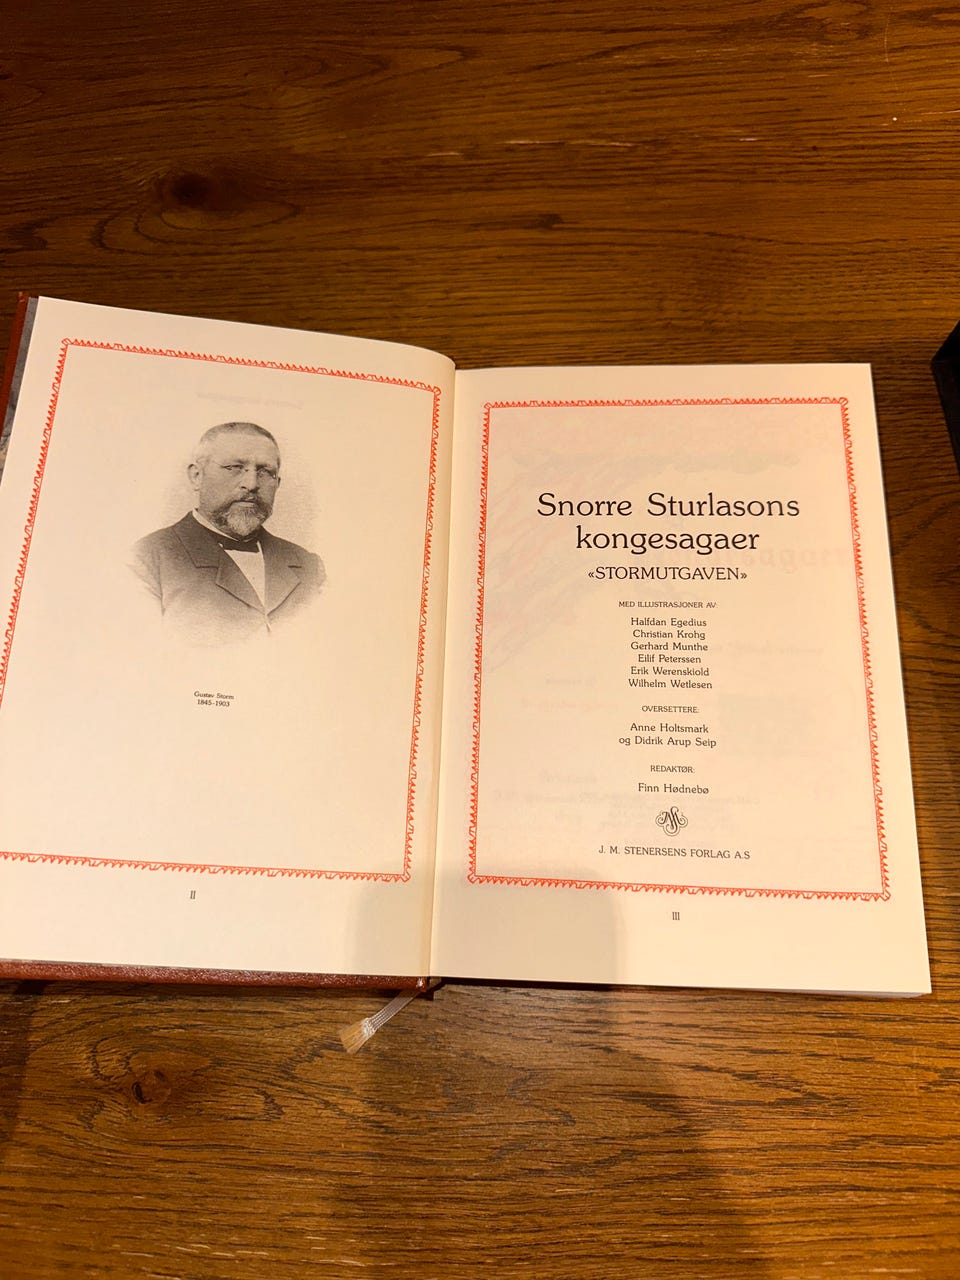 Gustav Storm
1845-1903
II
Snorre Sturlasons
kongesagaer
«STORMUTGAVEN»
MED ILLUSTRASJONER AV:
Halfdan Egedius
Christian Krohg
Gerhard Munthe
Eilif Peterssen
Erik Werenskiold
Wilhelm Wetlesen
OVERSETTERE:
Anne Holtsmark
og Didrik Arup Seip
REDAKTØR:
Finn Hødnebø
J. M. STENERSENS FORLAG A.S
III